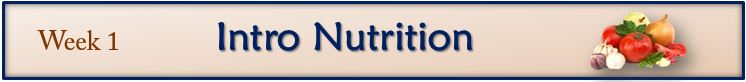 Week 1 Intro Nutrition